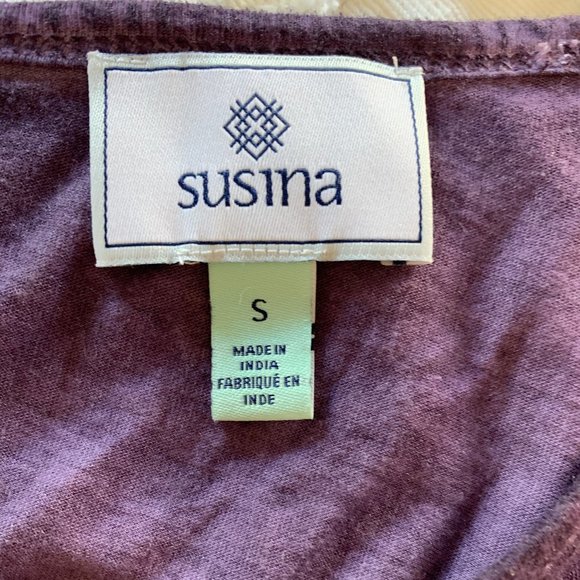 susina
S
MADE IN
INDIA
FABRIQUÉ EN
INDE